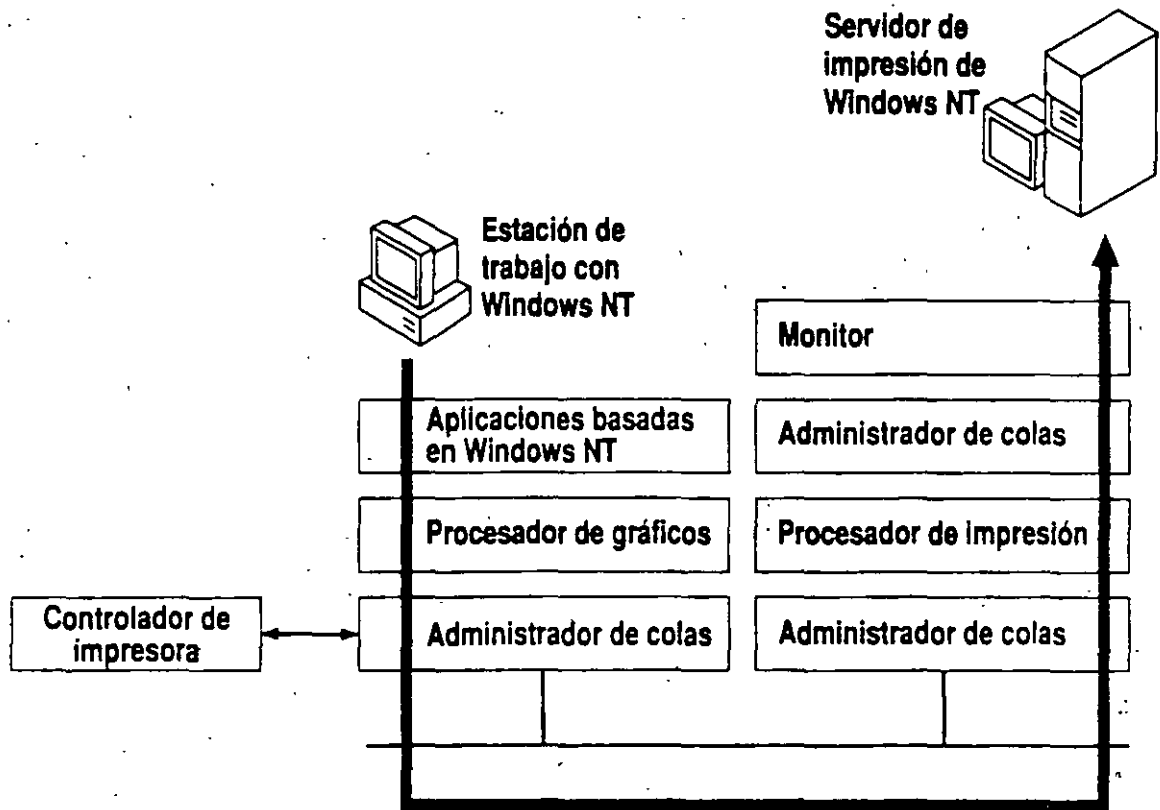 Servidor de
impresión de
Windows NT
Estación de
trabajo con
Windows NT
Monitor
Aplicaciones basadas
en Windows NT
Administrador de colas
Procesador de gráficos
Procesador de impresión
Controlador de
impresora
Administrador de colas
Administrador de colas